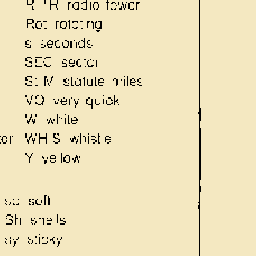 R TR radio tower
Rot rotating
s seconds
SEC sector
St M statute miles
VQ very quick
W white
WHIS whistle
Y yellow
so soft
Sh shells
sy sticky